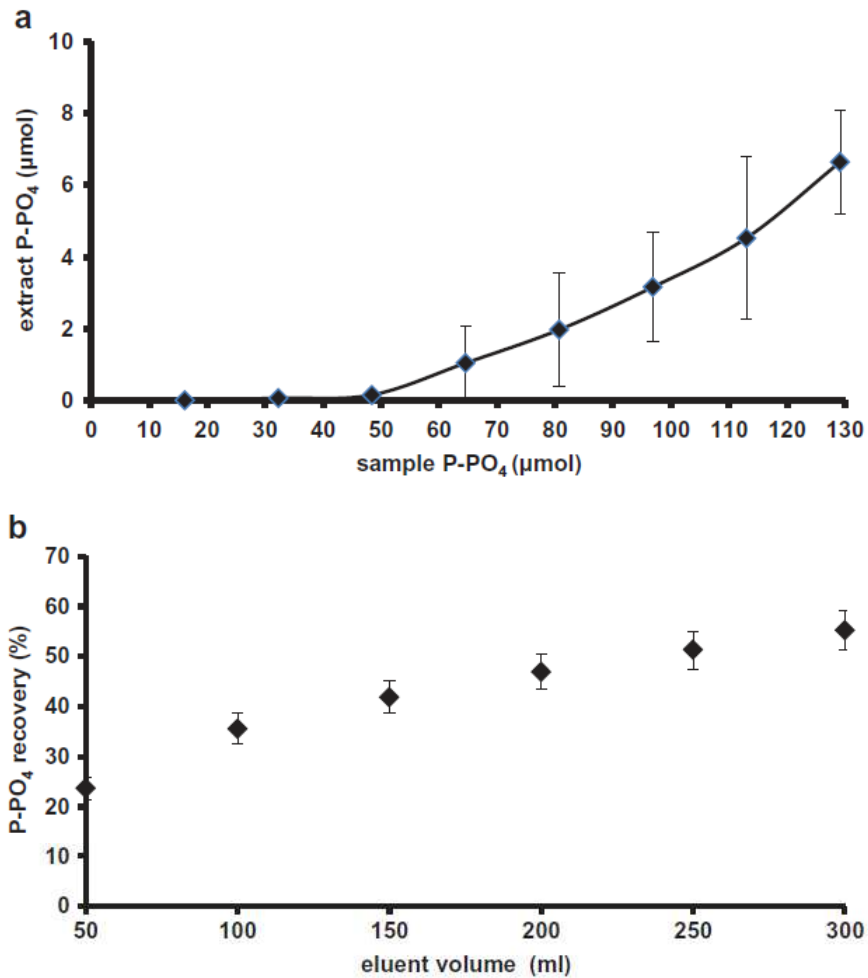 a
10
8
6
4
2
0
extract P-PO₄ (µmol)
0 10 20 30 40 50 60 70 80 90 100 110 120 130
sample P-PO₄ (µmol)
b
70
60
50
40
30
20
10
0
P-PO₄ recovery (%)
50 100 150 200 250 300
eluent volume (ml)